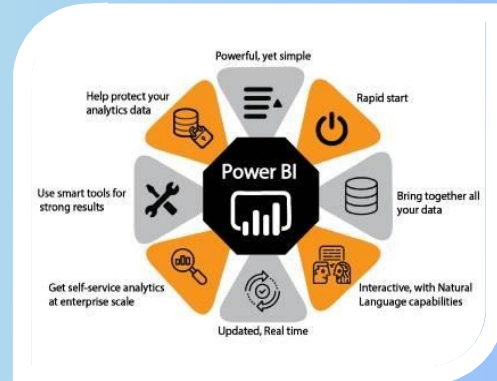 Powerful, yet simple
Help protect your
analytics data
Rapid start
Power BI
Use smart tools for
strong results
Bring together all
your data
Get self-service analytics
at enterprise scale
Interactive, with Natural
Language capabilities
Updated, Real time